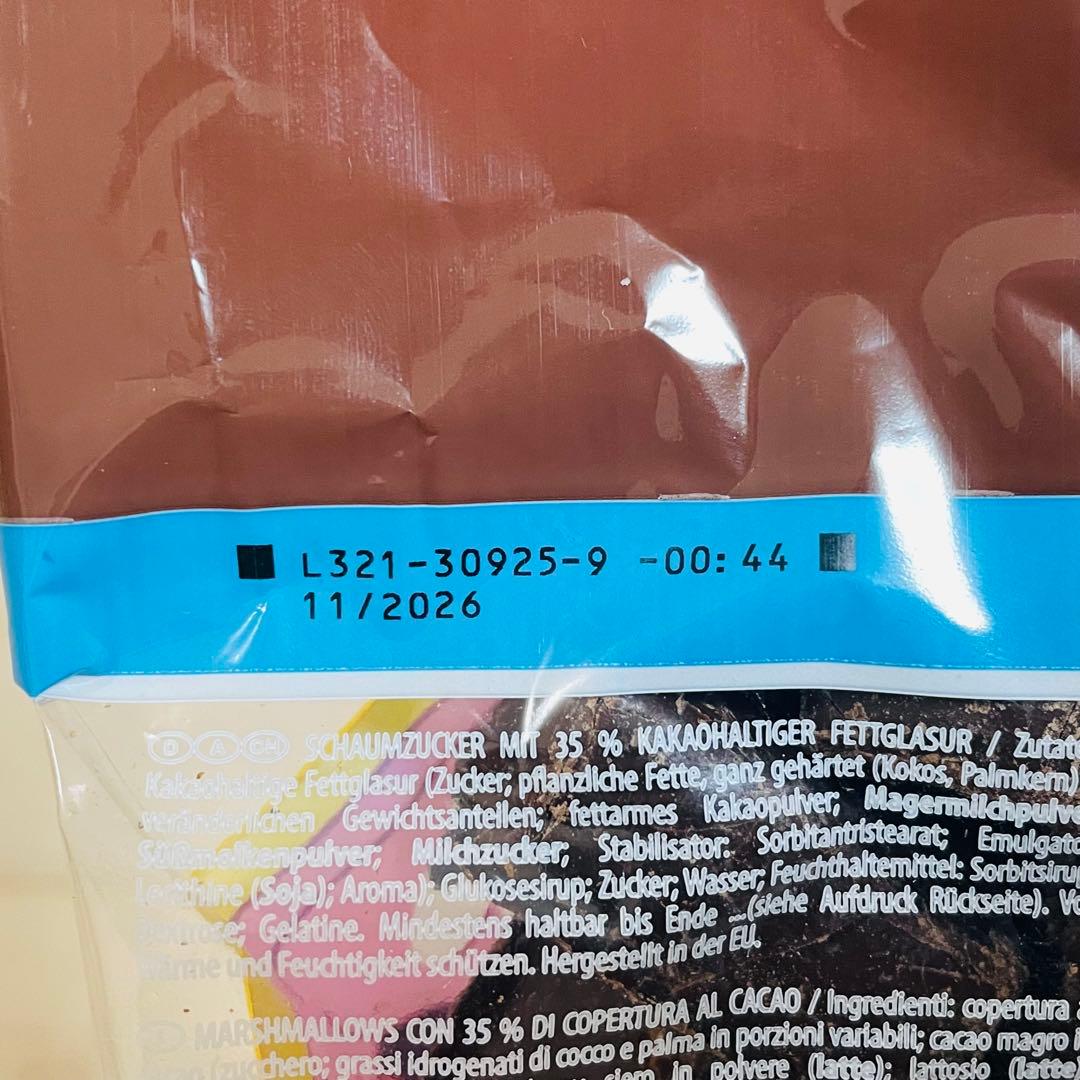 L321-30925-9 -00:44
11/2026
D A CH SCHAUMZUCKER MIT 35 % KAKAOHALTIGER FETTGLASUR /
Kakaohaltige Fettglasur (Zucker; pflanzliche Fette, ganz gehärtet (Kokos, Palmkern)
veränderlichen Gewichtsanteilen; fettarmes Kakaopulver;
Süßmolkenpulver; Milchzucker, Stabilisator: Sorbitantristearat;
Lecithine (Soja); Aroma); Glukosesirup; Zucker; Wasser; Feuchthaltemittel:
Dextrose; Gelatine. Mindestens haltbar bis Ende ...(siehe Aufdruck Rückseite).
Wärme und Feuchtigkeit schützen. Hergestellt in der EU.
MARSHMALLOWS CON 35 % DI COPERTURA AL CACAO / Ingredienti: copertura
grassi idrogenati di cocco e palma in porzioni variabili; cacao magro
siero in polvere (latte); lattosio (latte)